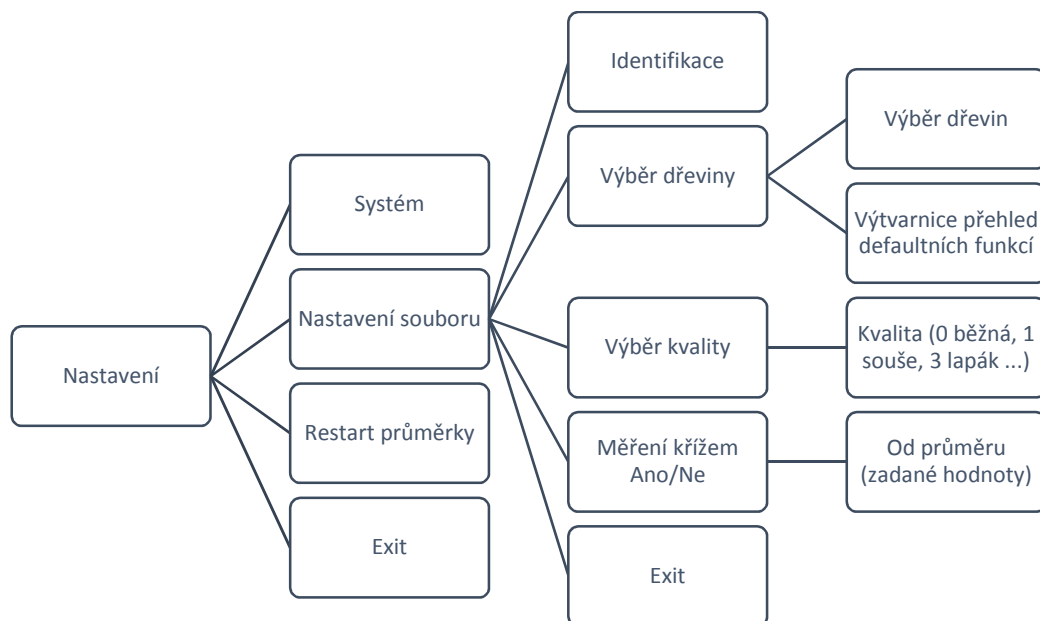 Nastavení
Systém
Nastavení souboru
Identifikace
Výběr dřeviny
Výběr dřevin
Výtvarnice přehled
defaultních funkcí
Výběr kvality
Kvalita (0 běžná, 1
souše, 3 lapák ...)
Měření křížem
Ano/Ne
Od průměru
(zadané hodnoty)
Exit
Restart průměrky
Exit